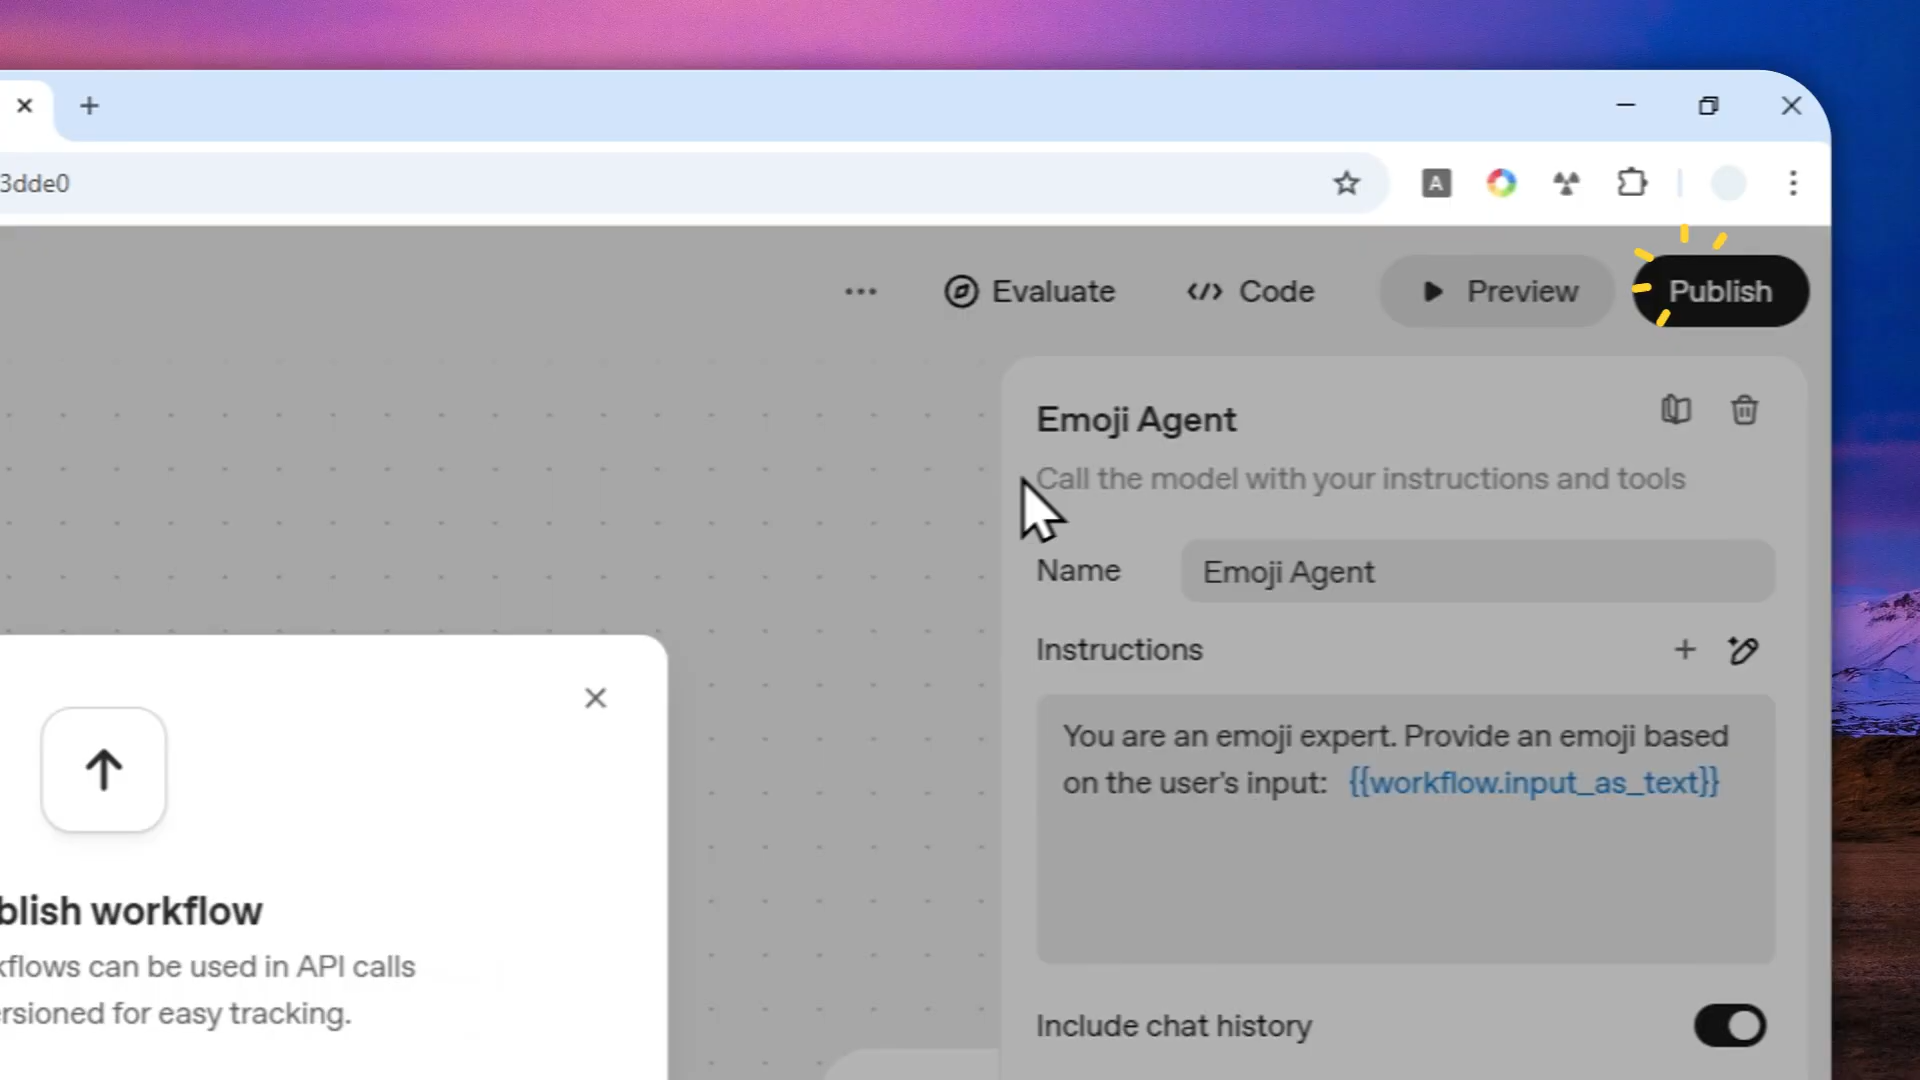 3dde0
A
Evaluate
Code
Preview
Publish
Emoji Agent
Call the model with your instructions and tools
Name
Emoji Agent
Instructions
You are an emoji expert. Provide an emoji based
on the user's input: {{workflow.input_as_text}}
blish workflow
kflows can be used in API calls
ersioned for easy tracking.
Include chat history